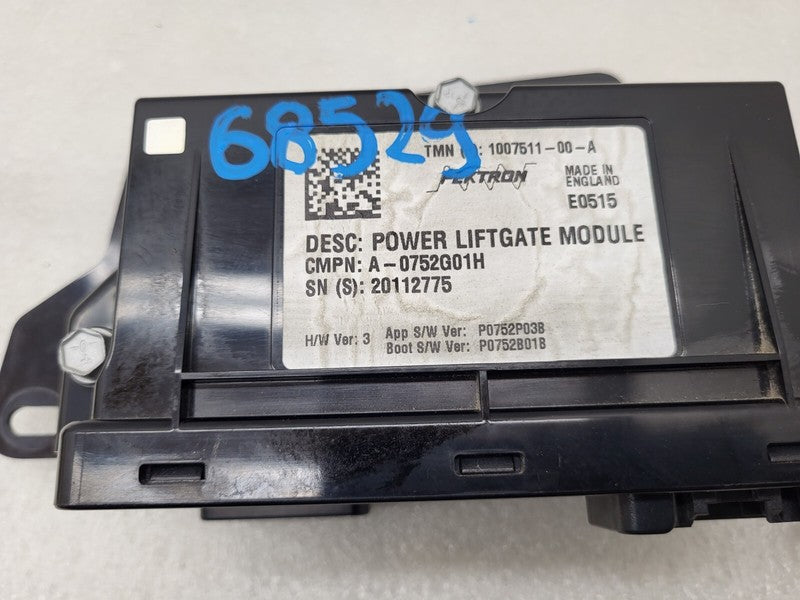 68529
TMN : 1007511-00-A
PEKTRON
MADE IN
ENGLAND
E0515
DESC: POWER LIFTGATE MODULE
CMPN: A-0752G01H
SN (S): 20112775
H/W Ver: 3 App S/W Ver: P0752P03B
Boot S/W Ver: P0752B01B